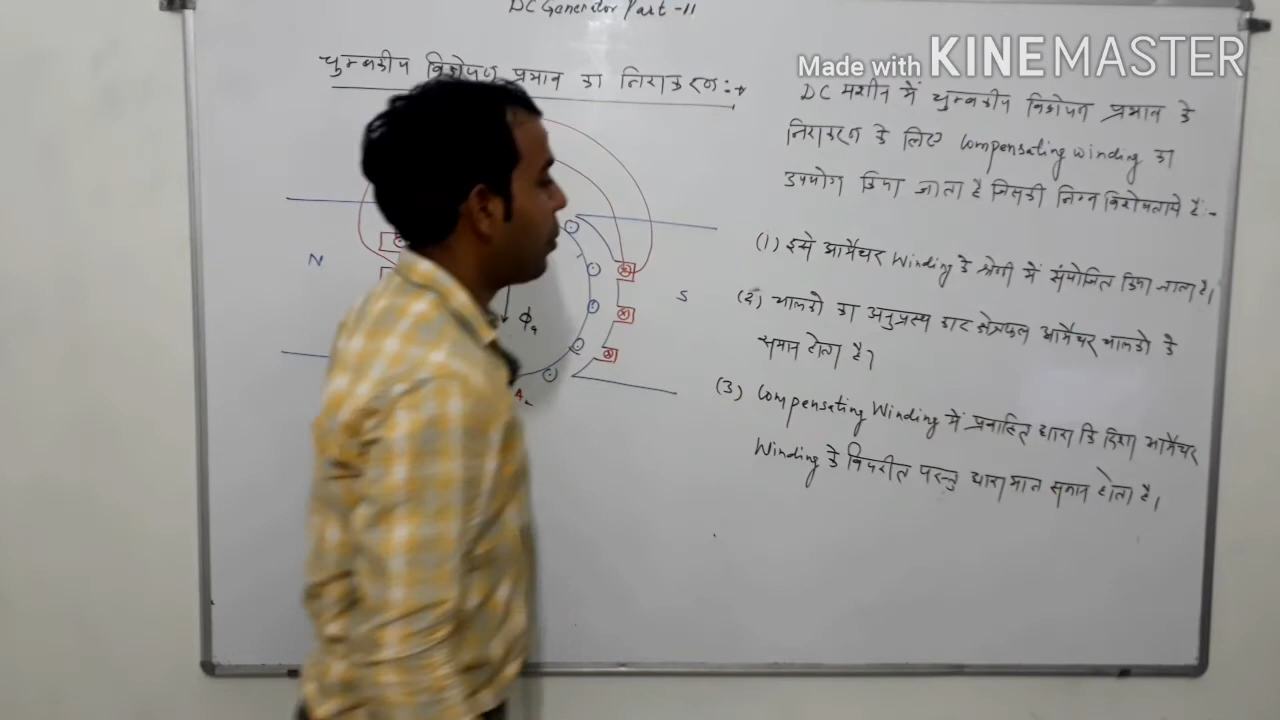 DC Generator Part -11
चुम्बकीय विक्षेपण प्रभाव का निराकरण :-
Made with KINEMASTER
DC मशीन में चुम्बकीय विक्षेपण प्रभाव के
निराकरण के लिए Compensating winding का
उपयोग किया जाता है जिसकी निम्न विशेषतायें हैं:-
(1) इसे आर्मेचर Winding के श्रेणी में संयोजित किया जाता है।
(2) चालको का अनुप्रस्थ काट क्षेत्रफल आर्मेचर चालको के
समान होता है।
(3) Compensating Winding में प्रवाहित धारा कि दिशा आर्मेचर
Winding के विपरीत परन्तु धारा मान समान होता है।
N
S
ϕa